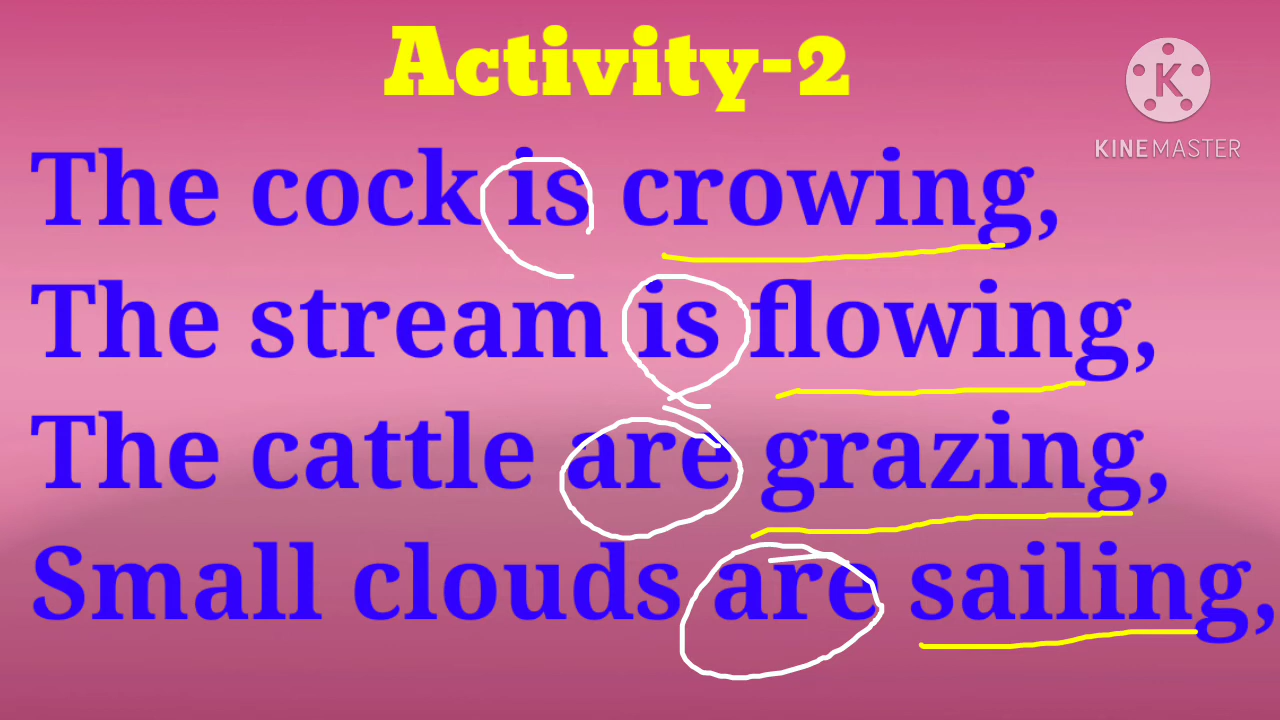 Activity-2
K
KINEMASTER
The cock is crowing,
The stream is flowing,
The cattle are grazing,
Small clouds are sailing,